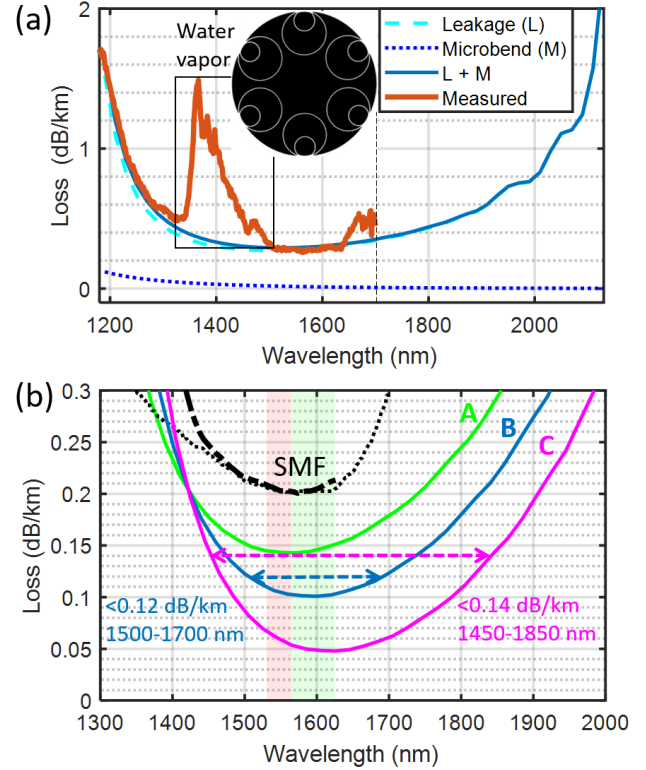 (a)
2
1
0
Loss (dB/km)
Water
vapor
Leakage (L)
Microbend (M)
L + M
Measured
1200 1400 1600 1800 2000
Wavelength (nm)
(b)
0.3
0.25
0.2
0.15
0.1
0.05
0
Loss (dB/km)
SMF
A
B
C
<0.12 dB/km
1500-1700 nm
<0.14 dB/km
1450-1850 nm
1300 1400 1500 1600 1700 1800 1900 2000
Wavelength (nm)